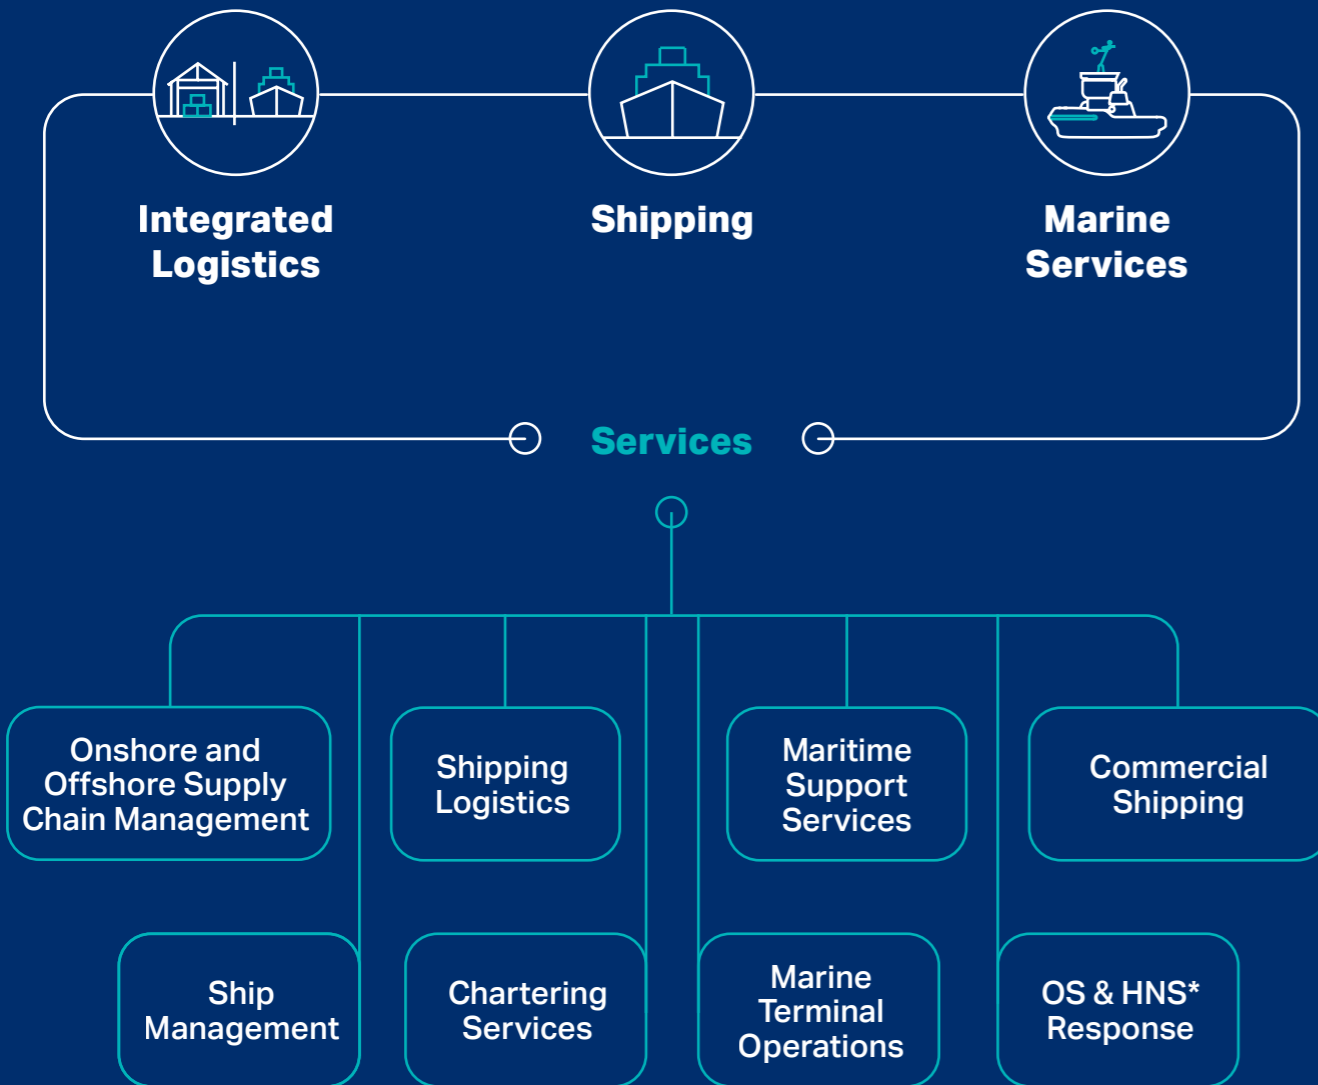 Integrated
Logistics
Shipping
Marine
Services
Services
Onshore and
Offshore Supply
Chain Management
Shipping
Logistics
Maritime
Support
Services
Commercial
Shipping
Ship
Management
Chartering
Services
Marine
Terminal
Operations
OS & HNS*
Response